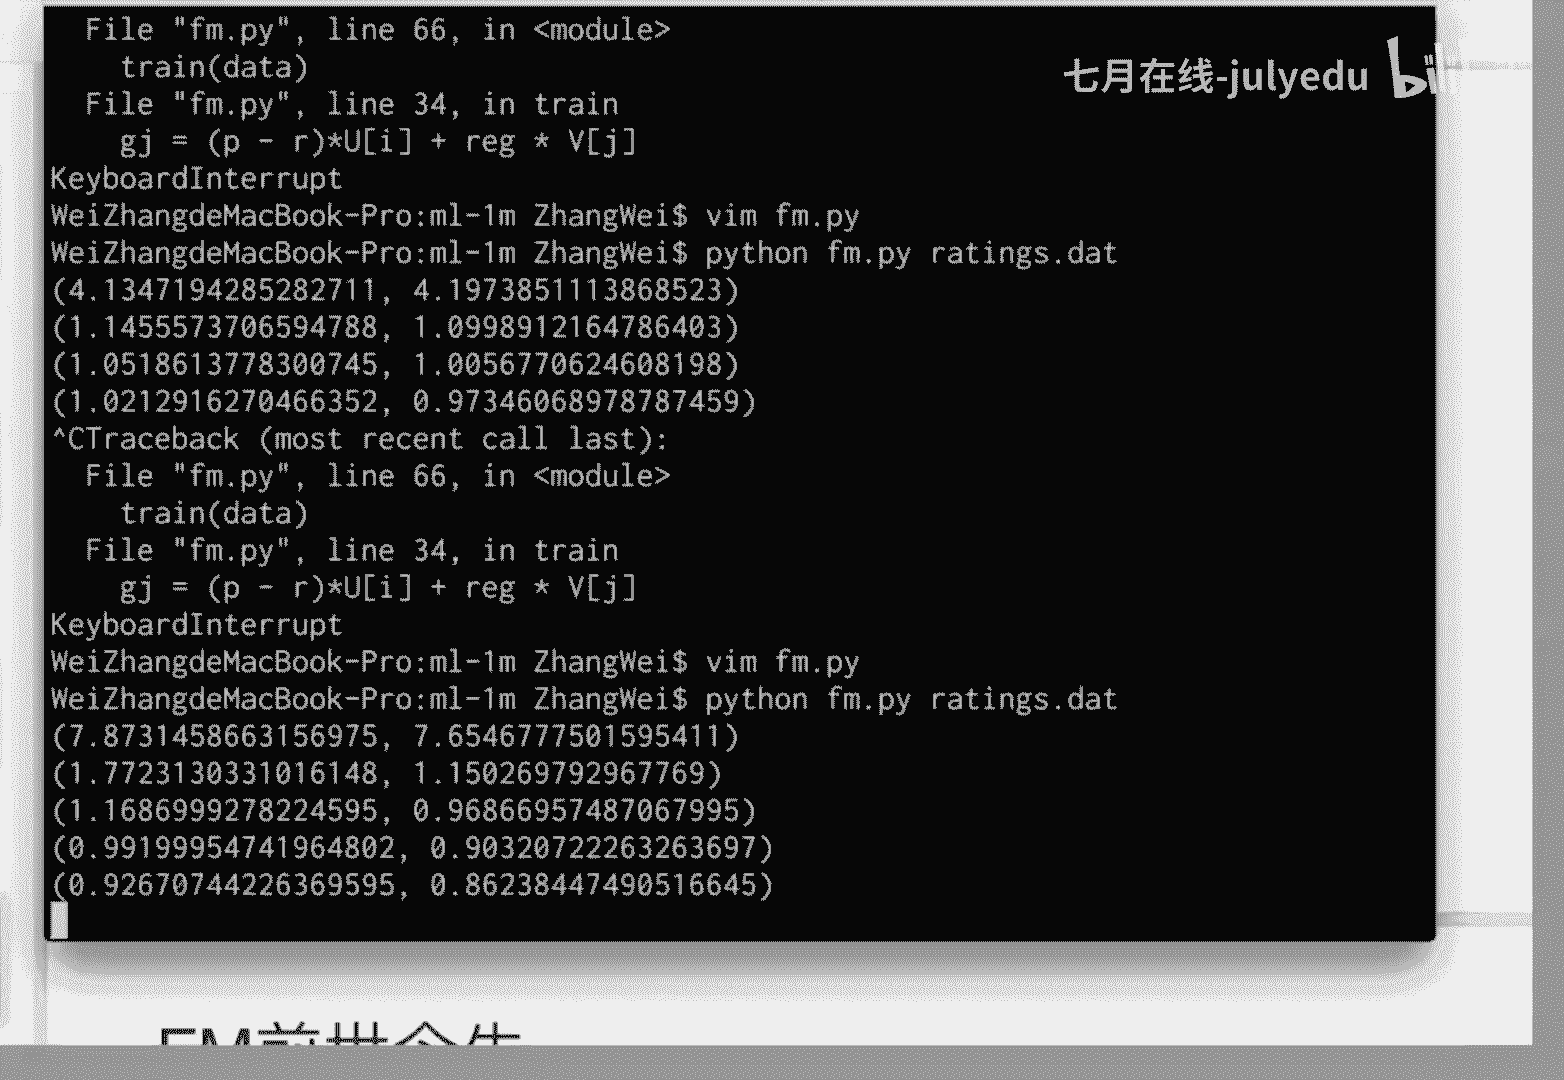 File "fm.py", line 66, in <module>
七月在线-julyedu
train(data)
File "fm.py", line 34, in train
gj = (p - r)*U[i] + reg * V[j]
KeyboardInterrupt
WeiZhangdeMacBook-Pro:ml-1m ZhangWei$ vim fm.py
WeiZhangdeMacBook-Pro:ml-1m ZhangWei$ python fm.py ratings.dat
(4.1347194285282711, 4.1973851113868523)
(1.1455573706594788, 1.0998912164786403)
(1.0518613778300745, 1.0056770624608198)
(1.0212916270466352, 0.97346068978787459)
^CTraceback (most recent call last):
File "fm.py", line 66, in <module>
train(data)
File "fm.py", line 34, in train
gj = (p - r)*U[i] + reg * V[j]
KeyboardInterrupt
WeiZhangdeMacBook-Pro:ml-1m ZhangWei$ vim fm.py
WeiZhangdeMacBook-Pro:ml-1m ZhangWei$ python fm.py ratings.dat
(7.8731458663156975, 7.6546777501595411)
(1.7723130331016148, 1.150269792967769)
(1.1686999278224595, 0.96866957487067995)
(0.99199954741964802, 0.90320722263263697)
(0.92670744226369595, 0.86238447490516645)